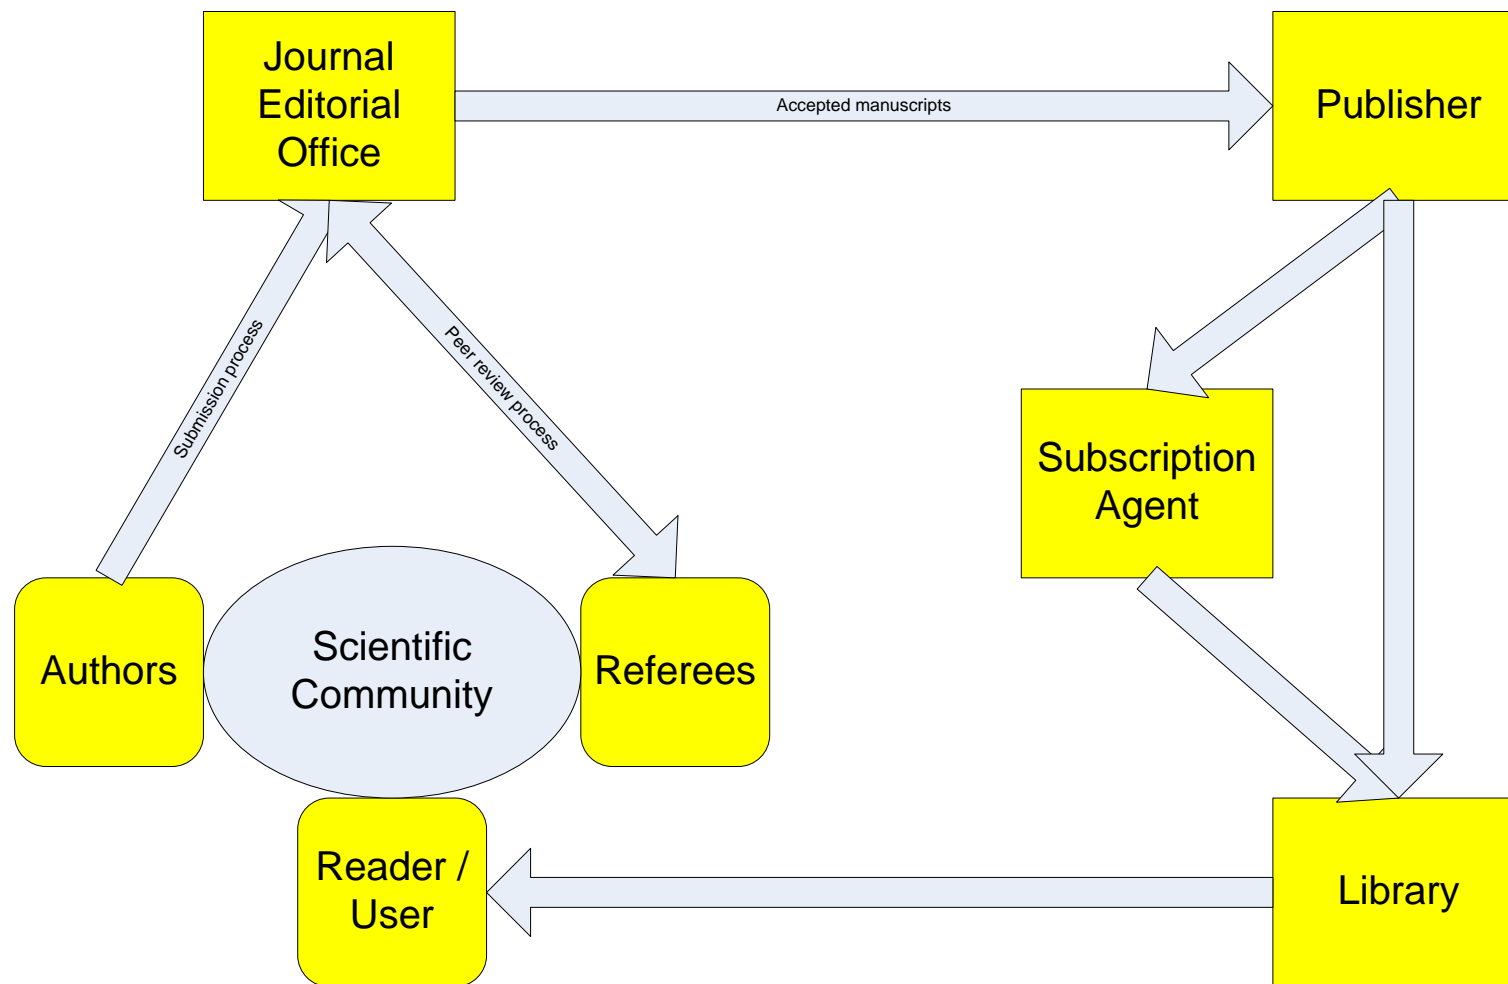 Journal
Editorial
Office
Accepted manuscripts
Publisher
Submission process
Peer review process
Subscription
Agent
Authors
Scientific
Community
Referees
Reader /
User
Library